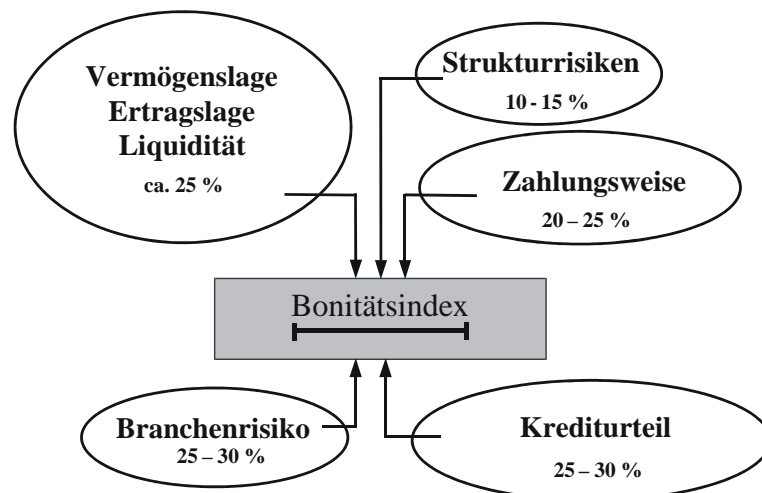 Vermögenslage
Ertragslage
Liquidität
ca. 25 %
Strukturrisiken
10 - 15 %
Zahlungsweise
20 – 25 %
Bonitätsindex
Branchenrisiko
25 – 30 %
Krediturteil
25 – 30 %